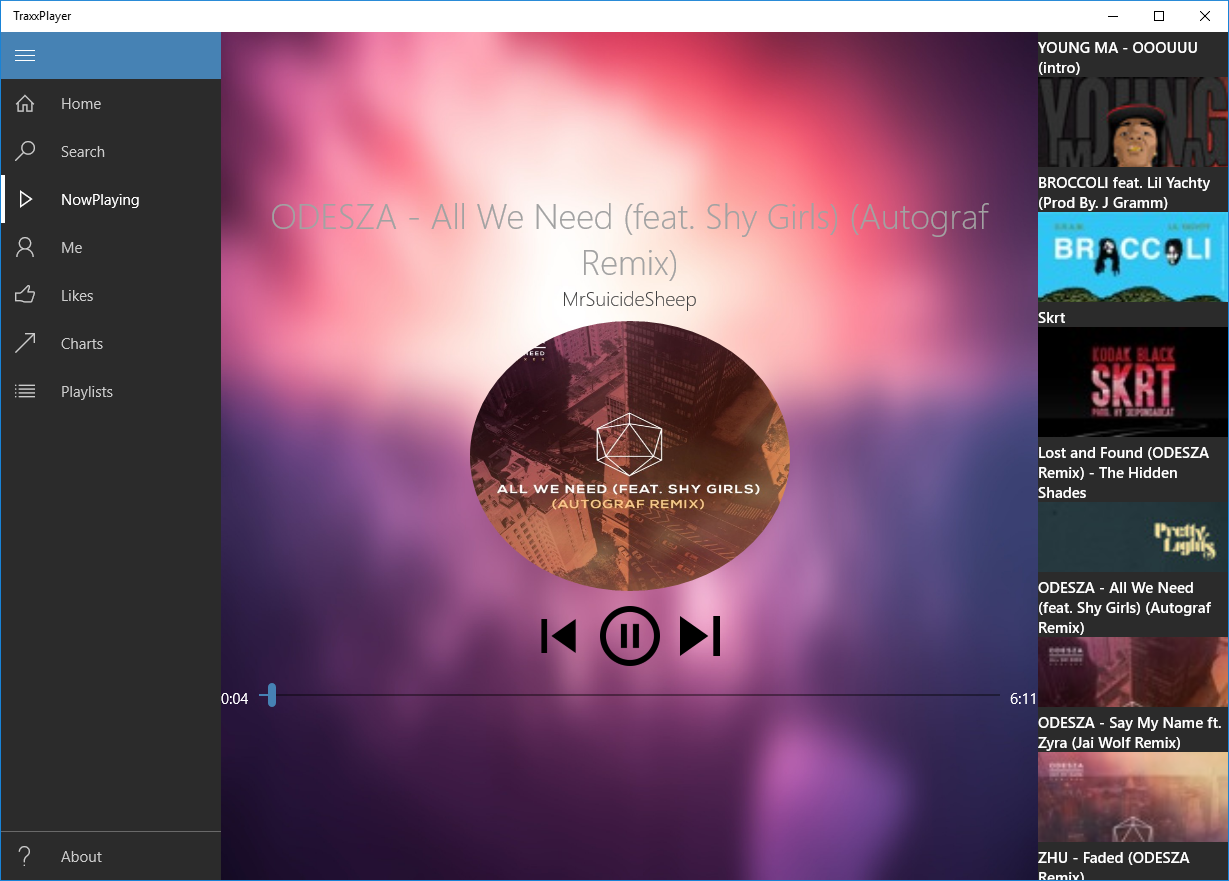 TraxxPlayer
Home
Search
NowPlaying
Me
Likes
Charts
Playlists
About
ODESZA - All We Need (feat. Shy Girls) (Autograf
Remix)
MrSuicideSheep
ALL WE NEED (FEAT. SHY GIRLS)
(AUTOGRAF REMIX)
0:04
6:11
YOUNG MA - OOOUUU
(intro)
YOUNG
BROCCOLI feat. Lil Yachty
(Prod By. J Gramm)
BROCCOLI
Skrt
KODAK BLACK
SKRT
Lost and Found (ODESZA
Remix) - The Hidden
Shades
Pretty
Lights
ODESZA - All We Need
(feat. Shy Girls) (Autograf
Remix)
ODESZA
ODESZA - Say My Name ft.
Zyra (Jai Wolf Remix)
ODESZA
ZHU - Faded (ODESZA
Remix)